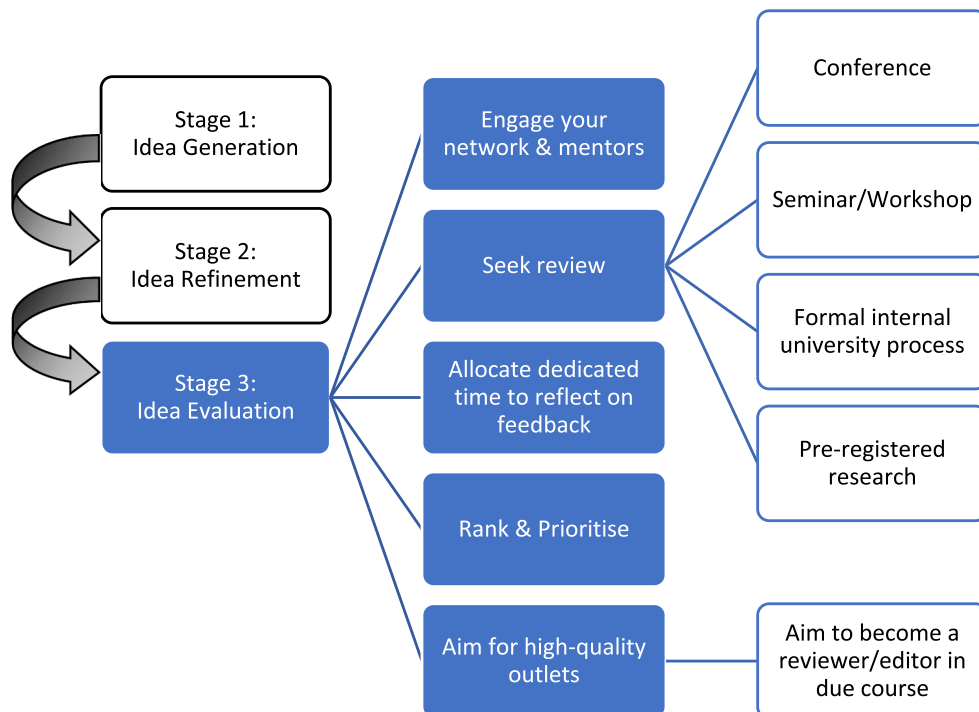 Stage 1:
Idea Generation
Stage 2:
Idea Refinement
Stage 3:
Idea Evaluation
Engage your
network & mentors
Seek review
Allocate dedicated
time to reflect on
feedback
Rank & Prioritise
Aim for high-quality
outlets
Conference
Seminar/Workshop
Formal internal
university process
Pre-registered
research
Aim to become a
reviewer/editor in
due course